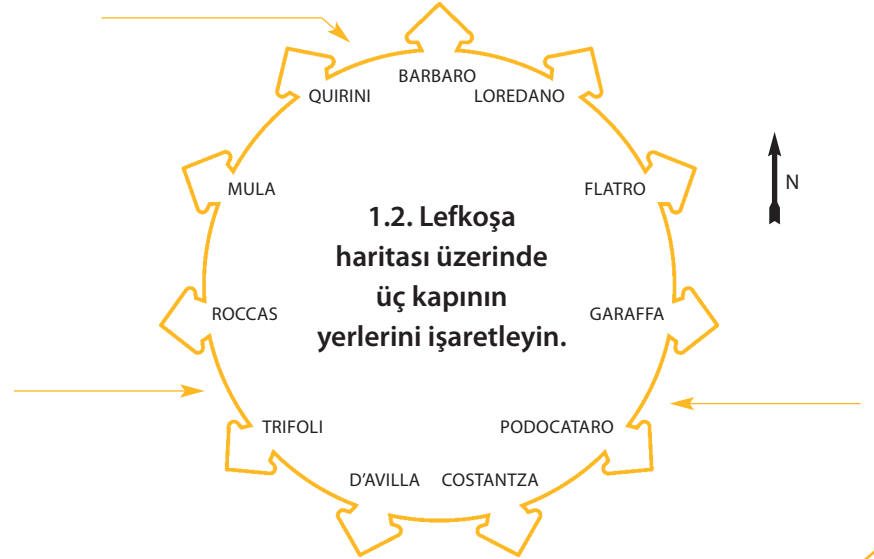 BARBARO
QUIRINI
LOREDANO
MULA
FLATRO
N
1.2. Lefkoşa
haritası üzerinde
üç kapının
yerlerini işaretleyin.
ROCCAS
GARAFFA
TRIFOLI
PODOCATARO
D'AVILLA
COSTANTZA